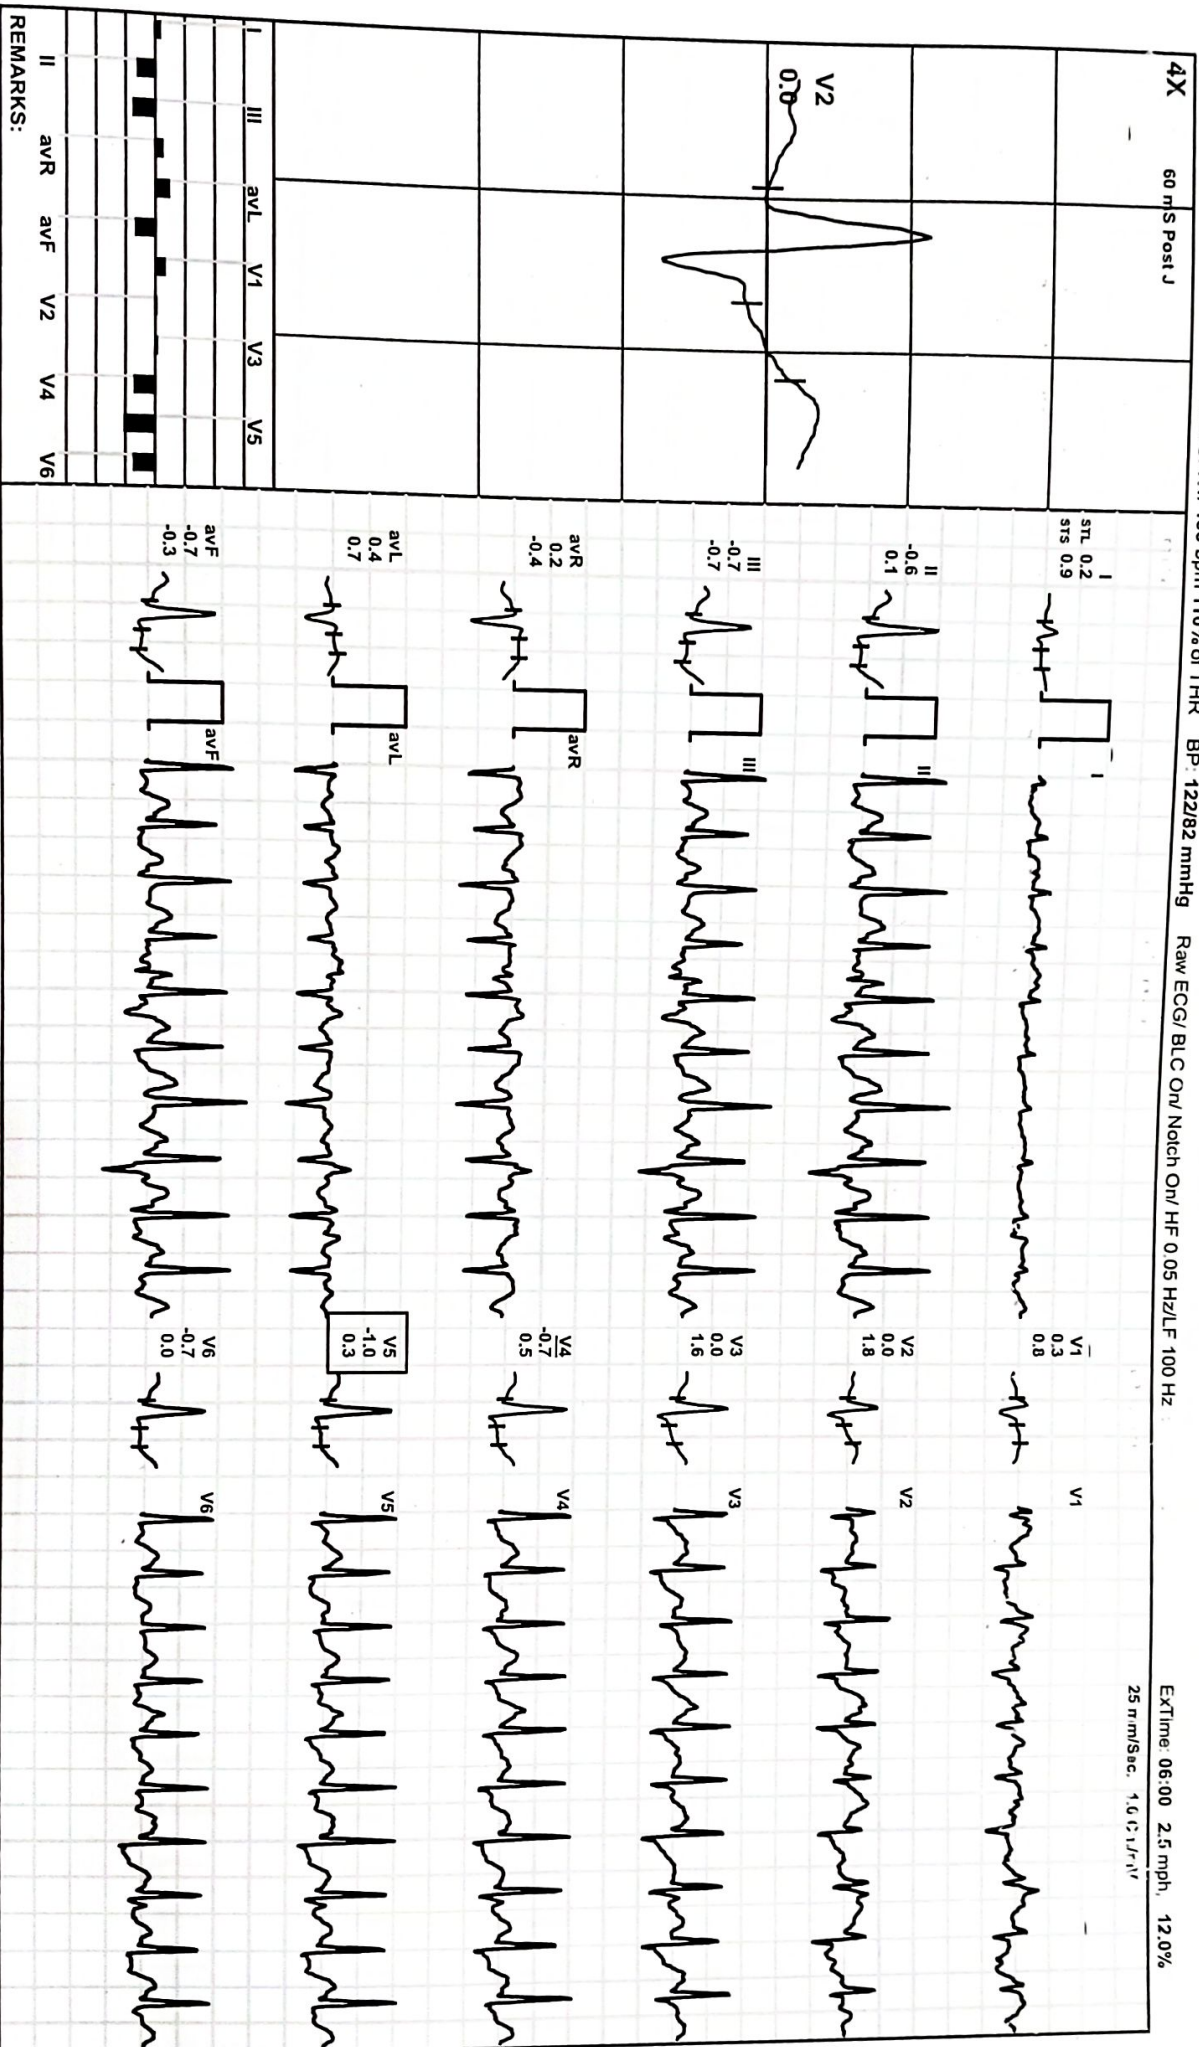 BP: 122/82 mmHg Raw ECG/ BLC On/ Notch On/ HF 0.05 Hz/LF 100 Hz
ExTime: 06:00 2.5 mph, 12.0%
25 mm/Sec.
4X 60 mS Post J
V2
0.0
I
STL 0.2
STS 0.9
I
V1
0.3
0.8
V1
II
-0.6
0.1
II
V2
0.0
1.8
V2
III
-0.7
-0.7
III
V3
0.0
1.6
V3
avR
0.2
-0.4
avR
V4
-0.7
0.5
V4
avL
0.4
0.7
avL
V5
-1.0
0.3
V5
avF
-0.7
-0.3
avF
V6
-0.7
0.0
V6
I III avL V1 V3 V5
II avR avF V2 V4 V6
REMARKS: